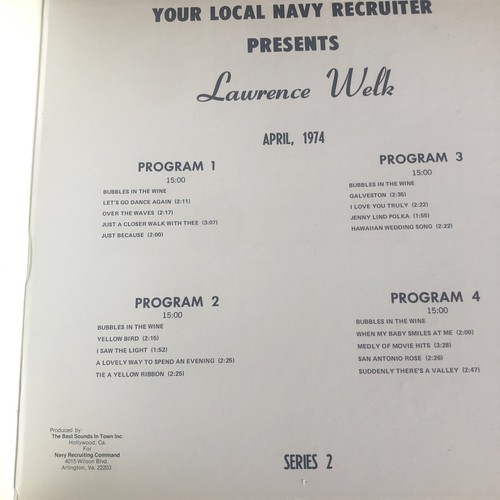 YOUR LOCAL NAVY RECRUITER
PRESENTS
Lawrence Welk
APRIL, 1974
PROGRAM 1
15:00
BUBBLES IN THE WINE
LET'S GO DANCE AGAIN (2:11)
OVER THE WAVES (2:17)
JUST A CLOSER WALK WITH THEE (3:07)
JUST BECAUSE (2:00)
PROGRAM 2
15:00
BUBBLES IN THE WINE
YELLOW BIRD (2:15)
I SAW THE LIGHT (1:52)
A LOVELY WAY TO SPEND AN EVENING (2:25)
TIE A YELLOW RIBBON (2:25)
PROGRAM 3
15:00
BUBBLES IN THE WINE
GALVESTON (2:35)
I LOVE YOU TRULY (2:22)
JENNY LIND POLKA (1:55)
HAWAIIAN WEDDING SONG (2:22)
PROGRAM 4
15:00
BUBBLES IN THE WINE
WHEN MY BABY SMILES AT ME (2:00)
MEDLY OF MOVIE HITS (3:28)
SAN ANTONIO ROSE (2:26)
SUDDENLY THERE'S A VALLEY (2:47)
Produced by:
The Best Sounds In Town Inc.
Hollywood, Ca.
For
Navy Recruiting Command
4015 Wilson Blvd.
Arlington, Va. 22203
SERIES 2